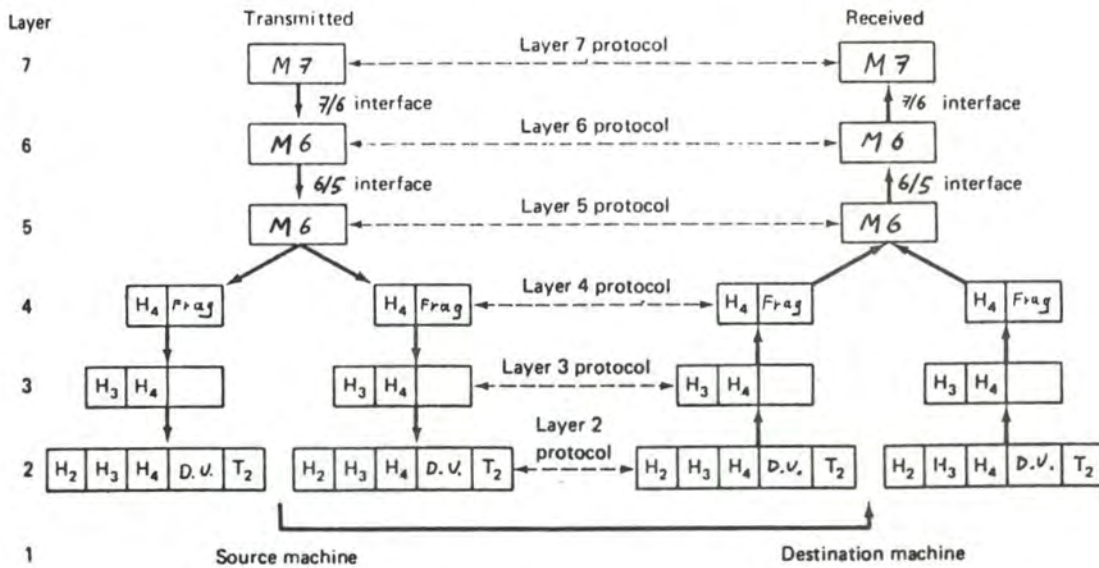 Layer Transmitted Received
7 M7 Layer 7 protocol M7
7/6 interface 7/6 interface
6 M6 Layer 6 protocol M6
6/5 interface 6/5 interface
5 M6 Layer 5 protocol M6
4 H4 Frag H4 Frag Layer 4 protocol H4 Frag H4 Frag
3 H3 H4 H3 H4 Layer 3 protocol H3 H4 H3 H4
Layer 2
protocol
2 H2 H3 H4 D.U. T2 H2 H3 H4 D.U. T2 H2 H3 H4 D.U. T2 H2 H3 H4 D.U. T2
1 Source machine Destination machine